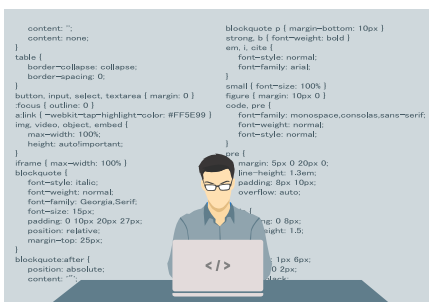 content: '';
content: none;
}
table {
border-collapse: collapse;
border-spacing: 0;
}
button, input, select, textarea { margin: 0 }
:focus { outline: 0 }
a:link { -webkit-tap-highlight-color: #FF5E99 }
img, video, object, embed {
max-width: 100%;
height: auto!important;
}
iframe { max-width: 100% }
blockquote {
font-style: italic;
font-weight: normal;
font-family: Georgia,Serif;
font-size: 15px;
padding: 0 10px 20px 27px;
position: relative;
margin-top: 25px;
}
blockquote:after {
position: absolute;
content: '"';
blockquote p { margin-bottom: 10px }
strong, b { font-weight: bold }
em, i, cite {
font-style: normal;
font-family: arial;
}
small { font-size: 100% }
figure { margin: 10px 0 }
code, pre {
font-family: monospace,consolas,sans-serif;
font-weight: normal;
font-style: normal;
}
pre {
margin: 5px 0 20px 0;
line-height: 1.3em;
padding: 8px 10px;
overflow: auto;
}
{
ng: 0 8px;
eight: 1.5;
1px 6px;
0 2px;
black;
</>